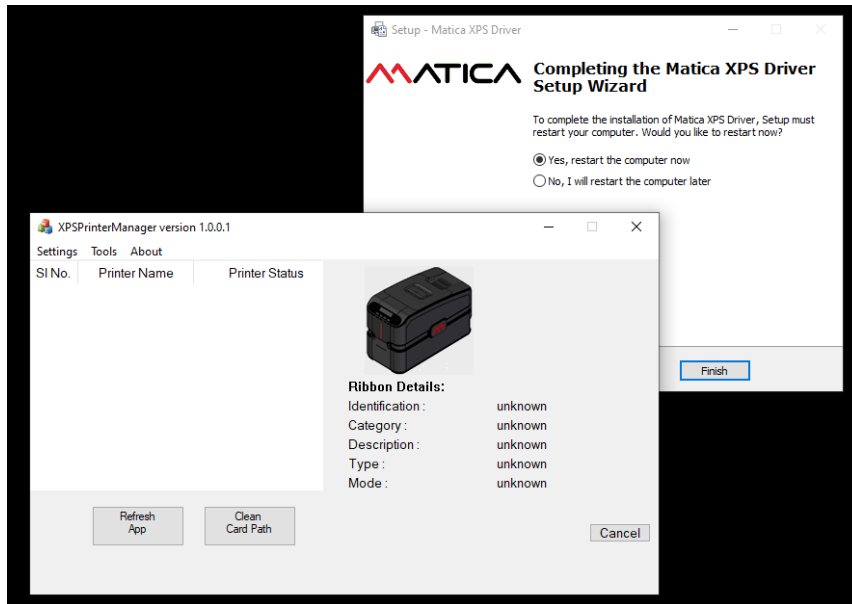 Setup - Matica XPS Driver
MATICA
Completing the Matica XPS Driver
Setup Wizard
To complete the installation of Matica XPS Driver, Setup must
restart your computer. Would you like to restart now?
Yes, restart the computer now
No, I will restart the computer later
Finish
XPSPrinterManager version 1.0.0.1
Settings Tools About
SI No. Printer Name Printer Status
Ribbon Details:
Identification : unknown
Category : unknown
Description : unknown
Type : unknown
Mode : unknown
Refresh
App
Clean
Card Path
Cancel